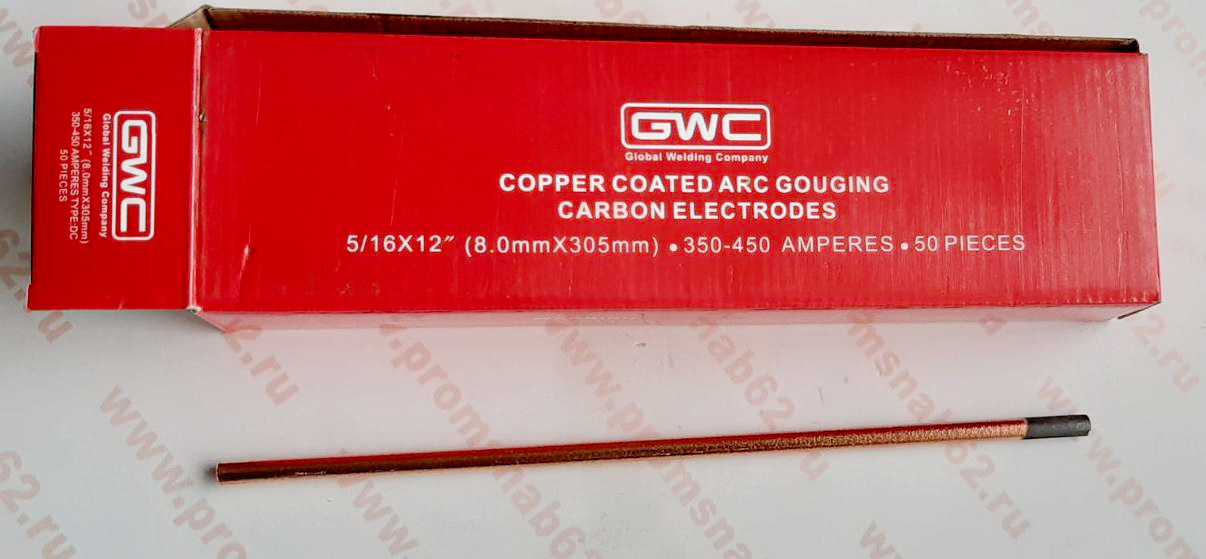 GWC
Global Welding Company
5/16X12" (8.0mmX305mm)
350-450 AMPERES TYPE-DC
50 PIECES
GWC
Global Welding Company
COPPER COATED ARC GOUGING
CARBON ELECTRODES
5/16X12″ (8.0mmX305mm) • 350-450 AMPERES • 50 PIECES
www.promsnab62.ru